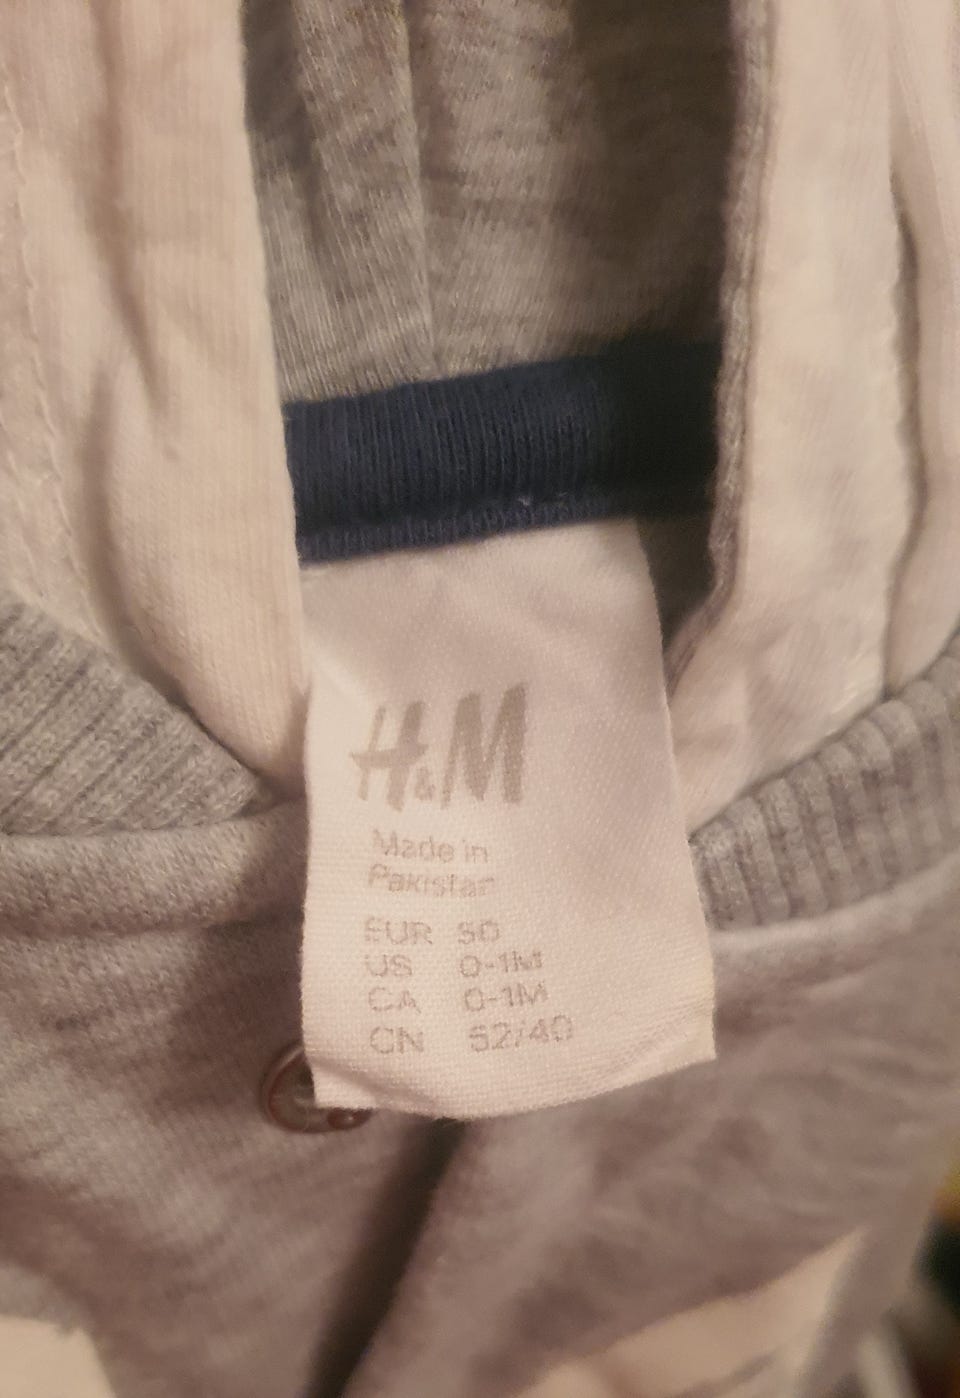 H&M
Made in
Pakistan
EUR 50
US 0-1M
CA 0-1M
CN 52/40